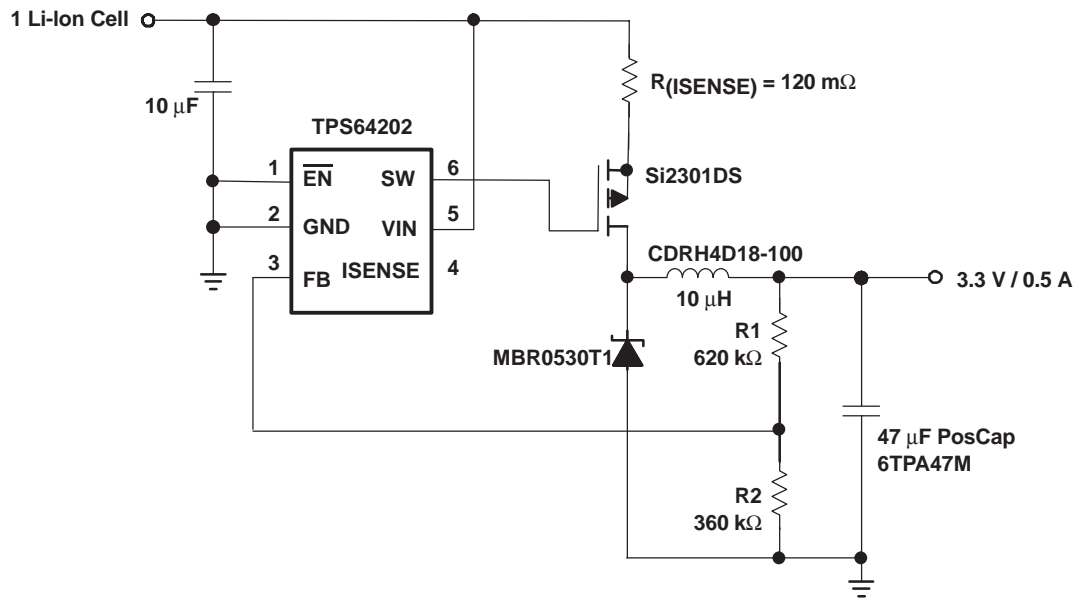 1 Li-Ion Cell
R(ISENSE) = 120 mΩ
10 μF
TPS64202
1
EN
SW
6
Si2301DS
2
GND
VIN
5
3
FB
ISENSE
4
CDRH4D18-100
10 μH
3.3 V / 0.5 A
R1
620 kΩ
MBR0530T1
47 μF PosCap
6TPA47M
R2
360 kΩ